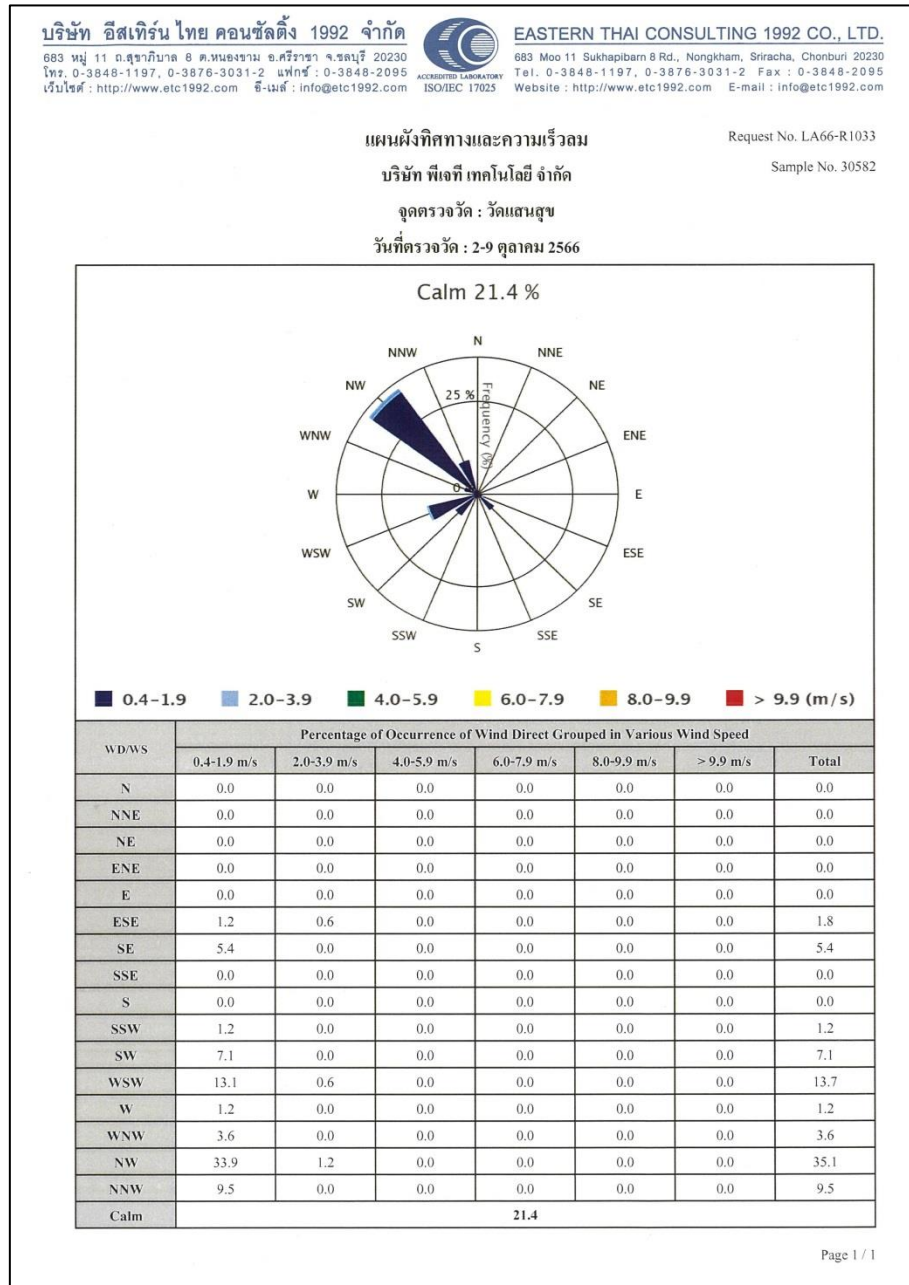 บริษัท อีสเทิร์น ไทย คอนซัลติ้ง 1992 จำกัด
683 หมู่ 11 ถ.สุขาภิบาล 8 ต.หนองขาม อ.ศรีราชา จ.ชลบุรี 20230
โทร. 0-3848-1197, 0-3876-3031-2 แฟกซ์ : 0-3848-2095
เว็บไซต์ : http://www.etc1992.com อี-เมล์ : info@etc1992.com
ACCREDITED LABORATORY
ISO/IEC 17025
EASTERN THAI CONSULTING 1992 CO., LTD.
683 Moo 11 Sukhapibarn 8 Rd., Nongkham, Sriracha, Chonburi 20230
Tel. 0-3848-1197, 0-3876-3031-2 Fax : 0-3848-2095
Website : http://www.etc1992.com E-mail : info@etc1992.com
แผนผังทิศทางและความเร็วลม
Request No. LA66-R1033
บริษัท พีเจที เทคโนโลยี จำกัด
Sample No. 30582
จุดตรวจวัด : วัดแสนสุข
วันที่ตรวจวัด : 2-9 ตุลาคม 2566
Calm 21.4 %
N
NNW NNE
NW NE
25 %
Frequency (%)
WNW ENE
0
W E
WSW ESE
SW SE
SSW SSE
S
0.4-1.9 2.0-3.9 4.0-5.9 6.0-7.9 8.0-9.9 > 9.9 (m/s)
WD/WS Percentage of Occurrence of Wind Direct Grouped in Various Wind Speed
0.4-1.9 m/s 2.0-3.9 m/s 4.0-5.9 m/s 6.0-7.9 m/s 8.0-9.9 m/s > 9.9 m/s Total
N 0.0 0.0 0.0 0.0 0.0 0.0 0.0
NNE 0.0 0.0 0.0 0.0 0.0 0.0 0.0
NE 0.0 0.0 0.0 0.0 0.0 0.0 0.0
ENE 0.0 0.0 0.0 0.0 0.0 0.0 0.0
E 0.0 0.0 0.0 0.0 0.0 0.0 0.0
ESE 1.2 0.6 0.0 0.0 0.0 0.0 1.8
SE 5.4 0.0 0.0 0.0 0.0 0.0 5.4
SSE 0.0 0.0 0.0 0.0 0.0 0.0 0.0
S 0.0 0.0 0.0 0.0 0.0 0.0 0.0
SSW 1.2 0.0 0.0 0.0 0.0 0.0 1.2
SW 7.1 0.0 0.0 0.0 0.0 0.0 7.1
WSW 13.1 0.6 0.0 0.0 0.0 0.0 13.7
W 1.2 0.0 0.0 0.0 0.0 0.0 1.2
WNW 3.6 0.0 0.0 0.0 0.0 0.0 3.6
NW 33.9 1.2 0.0 0.0 0.0 0.0 35.1
NNW 9.5 0.0 0.0 0.0 0.0 0.0 9.5
Calm 21.4
Page 1 / 1